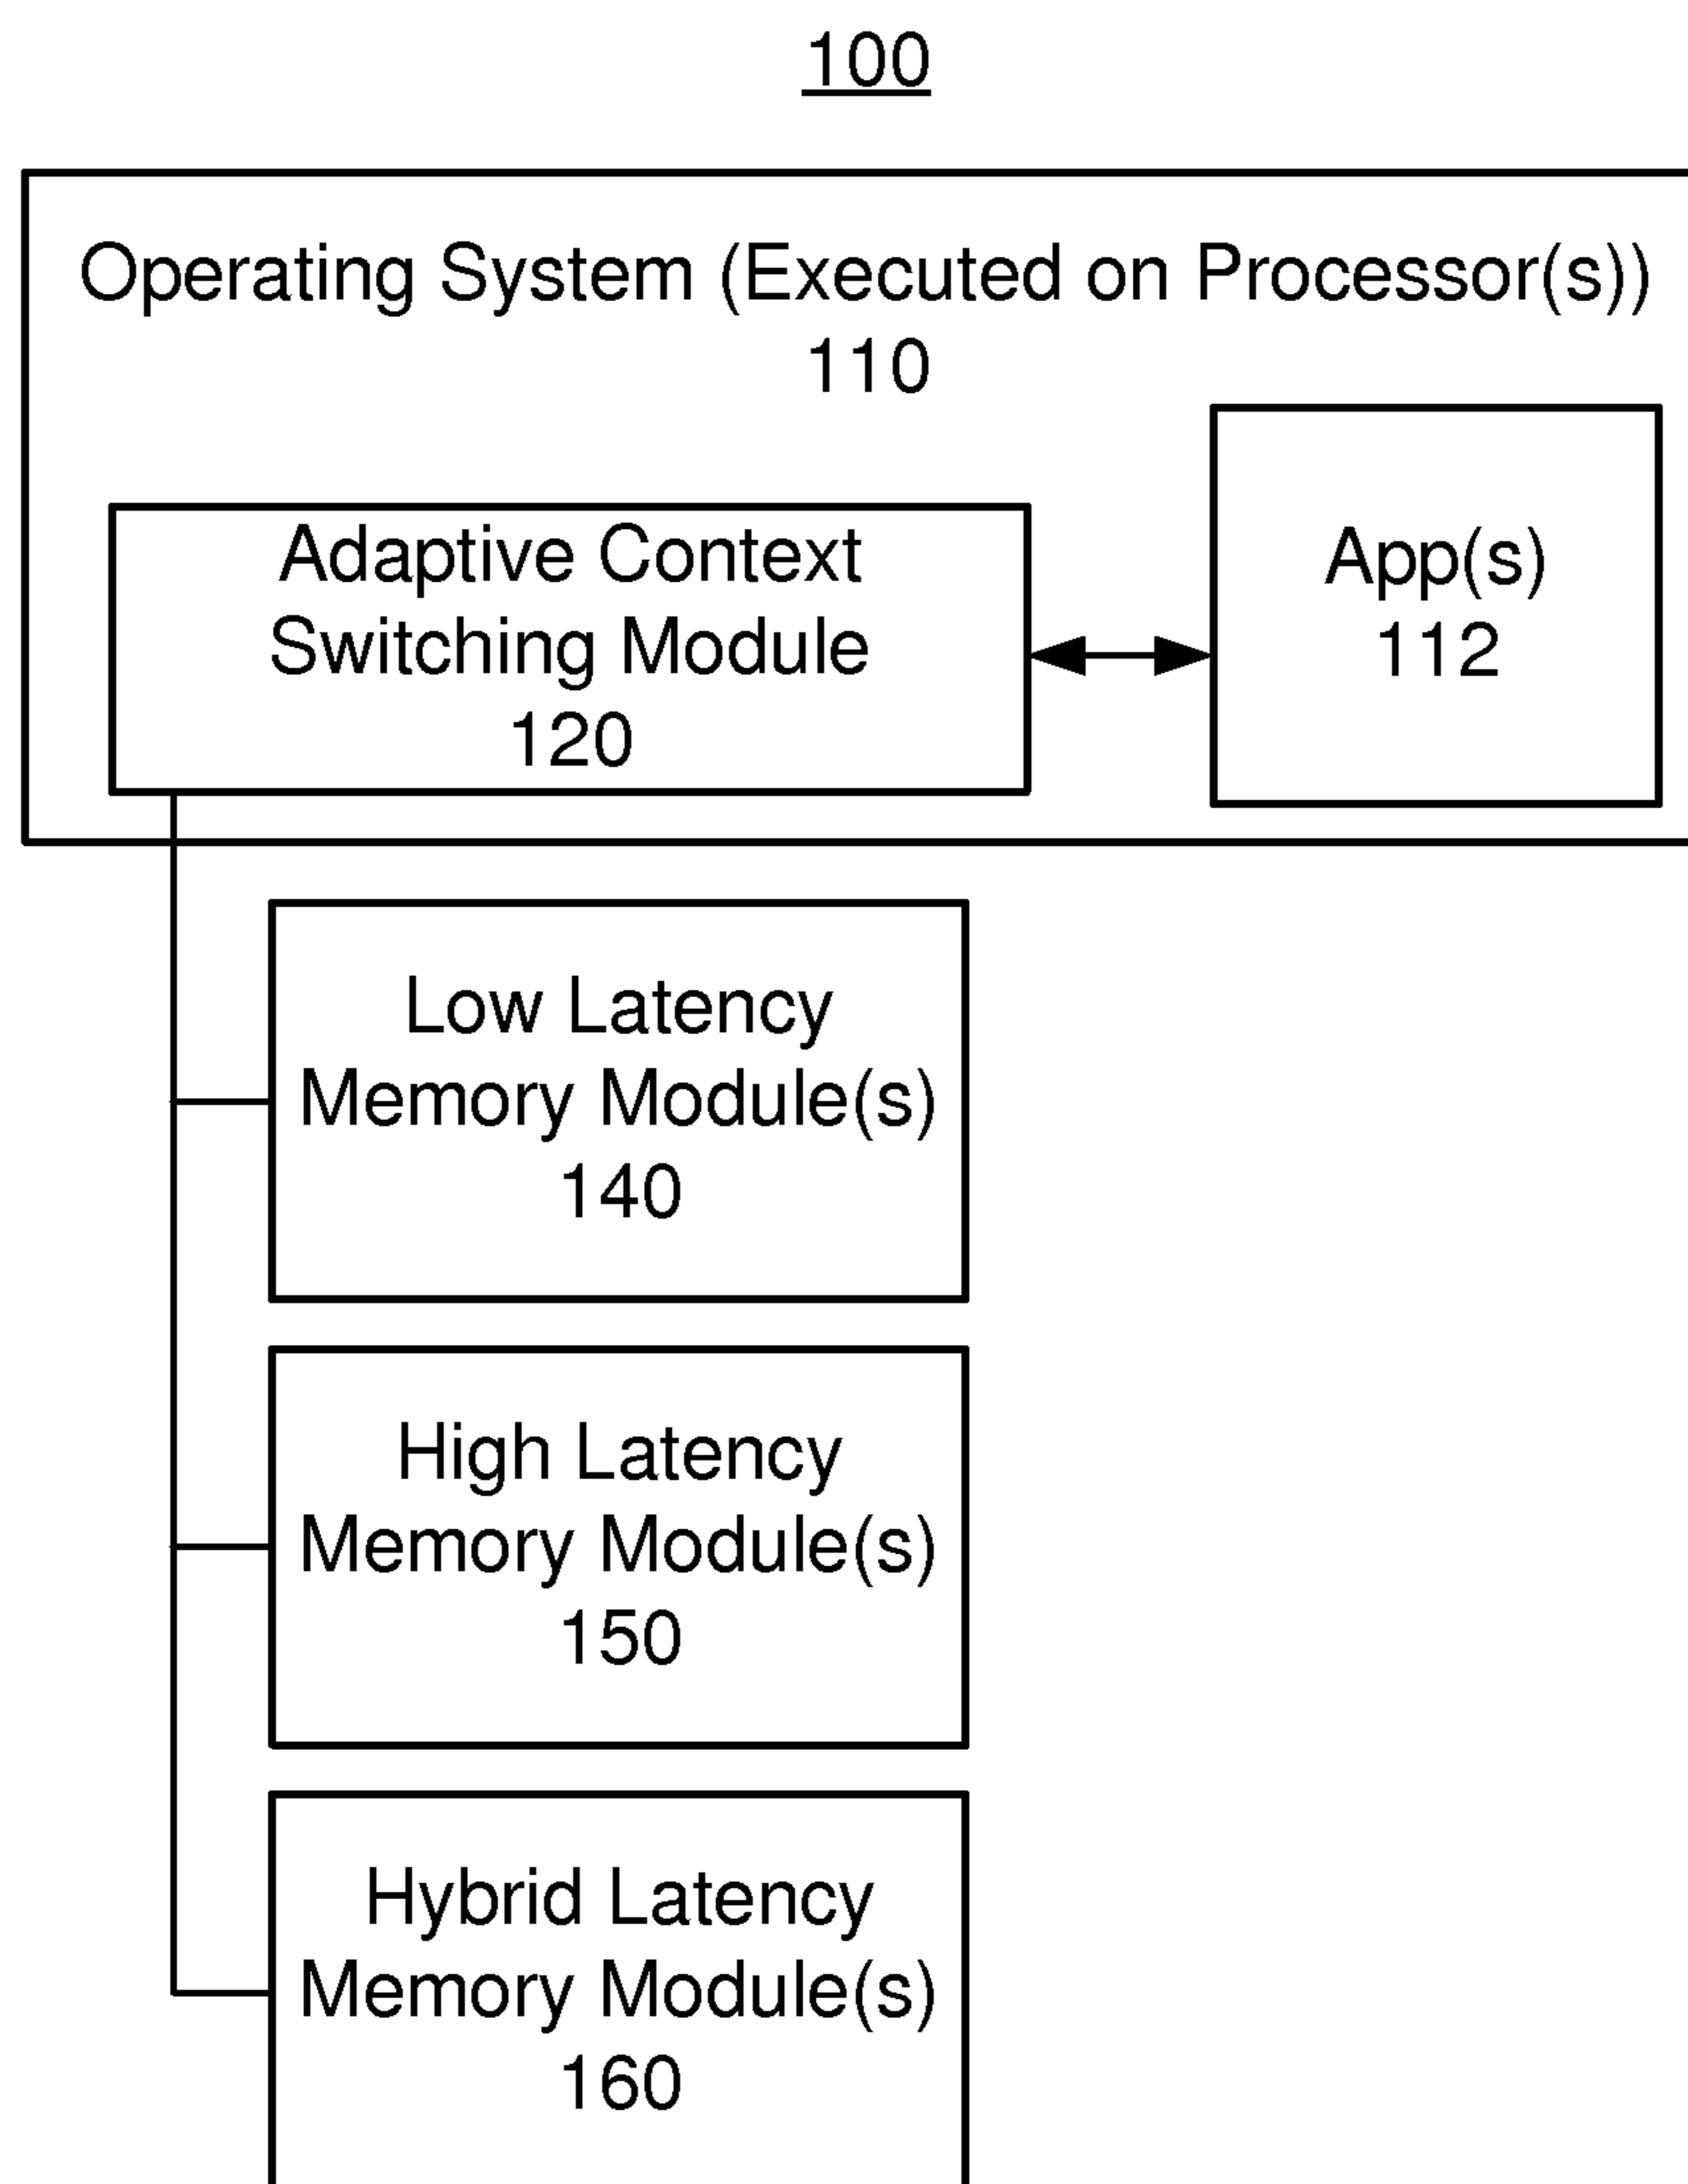 100
Operating System (Executed on Processor(s))
110
Adaptive Context
Switching Module
120
App(s)
112
Low Latency
Memory Module(s)
140
High Latency
Memory Module(s)
150
Hybrid Latency
Memory Module(s)
160